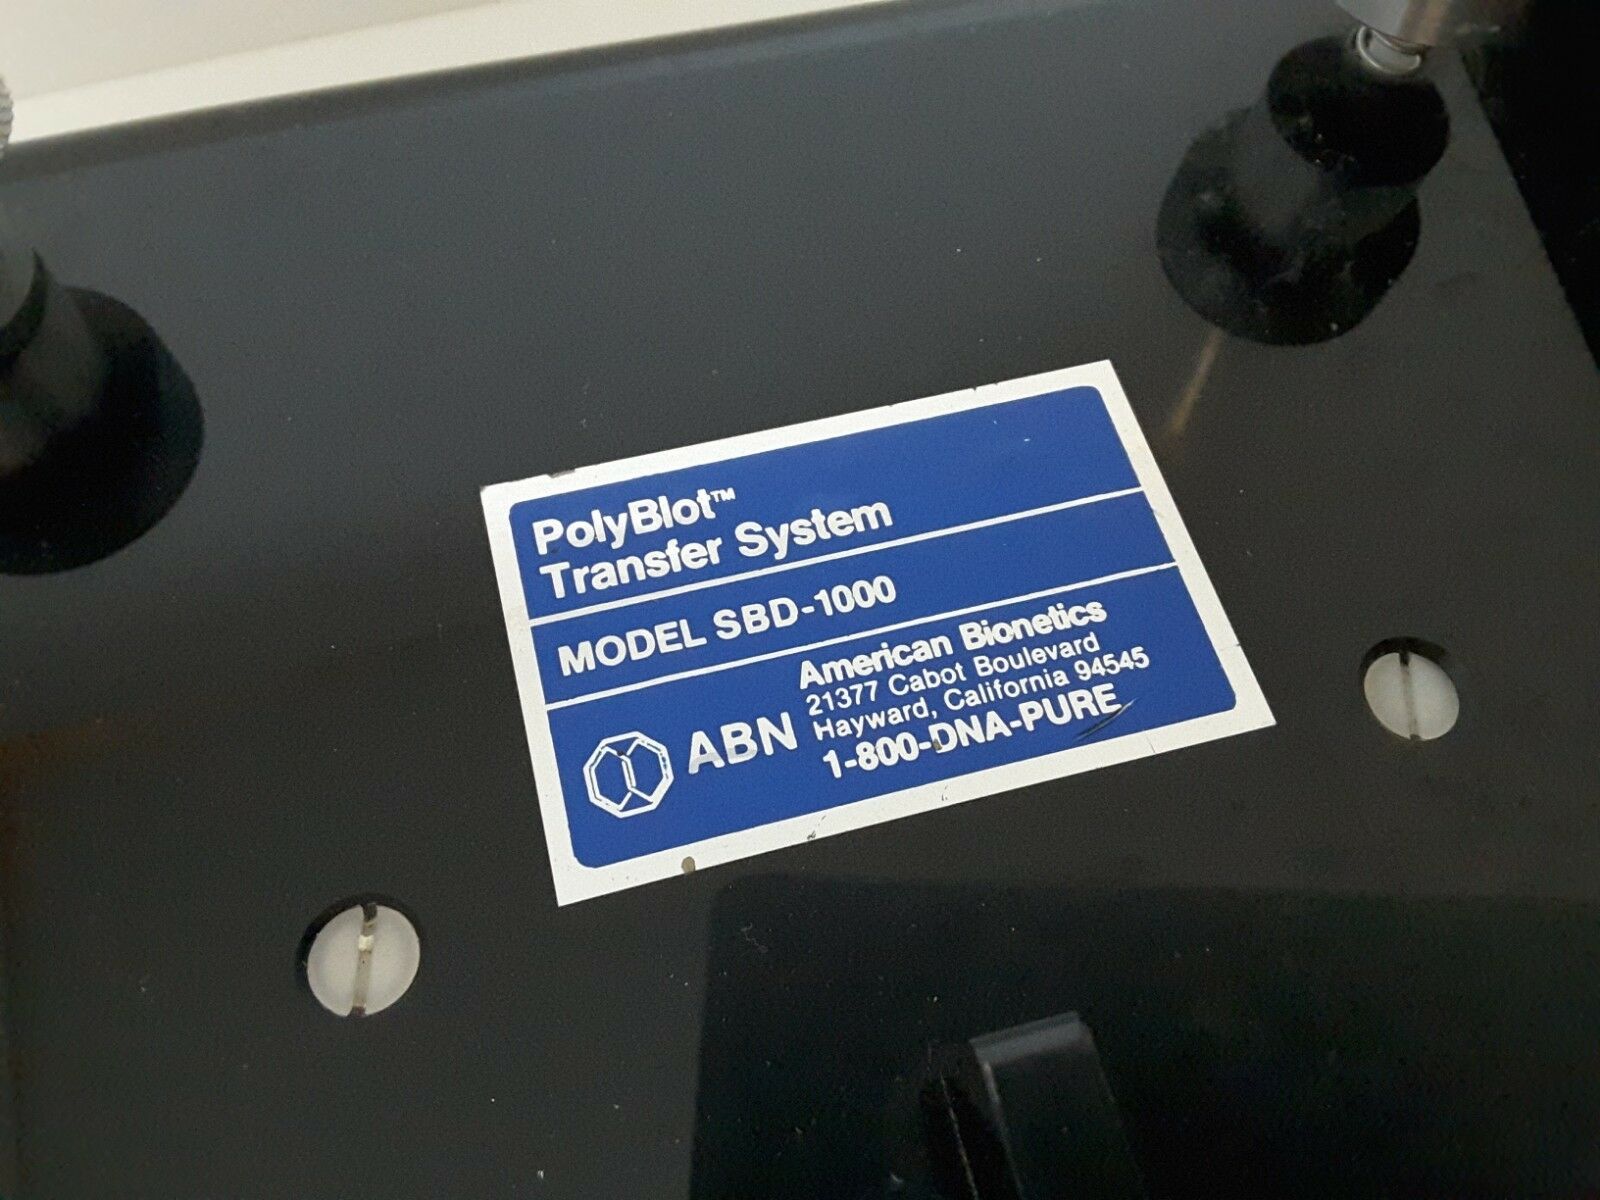 PolyBlot™
Transfer System
MODEL SBD-1000
ABN
American Bionetics
21377 Cabot Boulevard
Hayward, California 94545
1-800-DNA-PURE